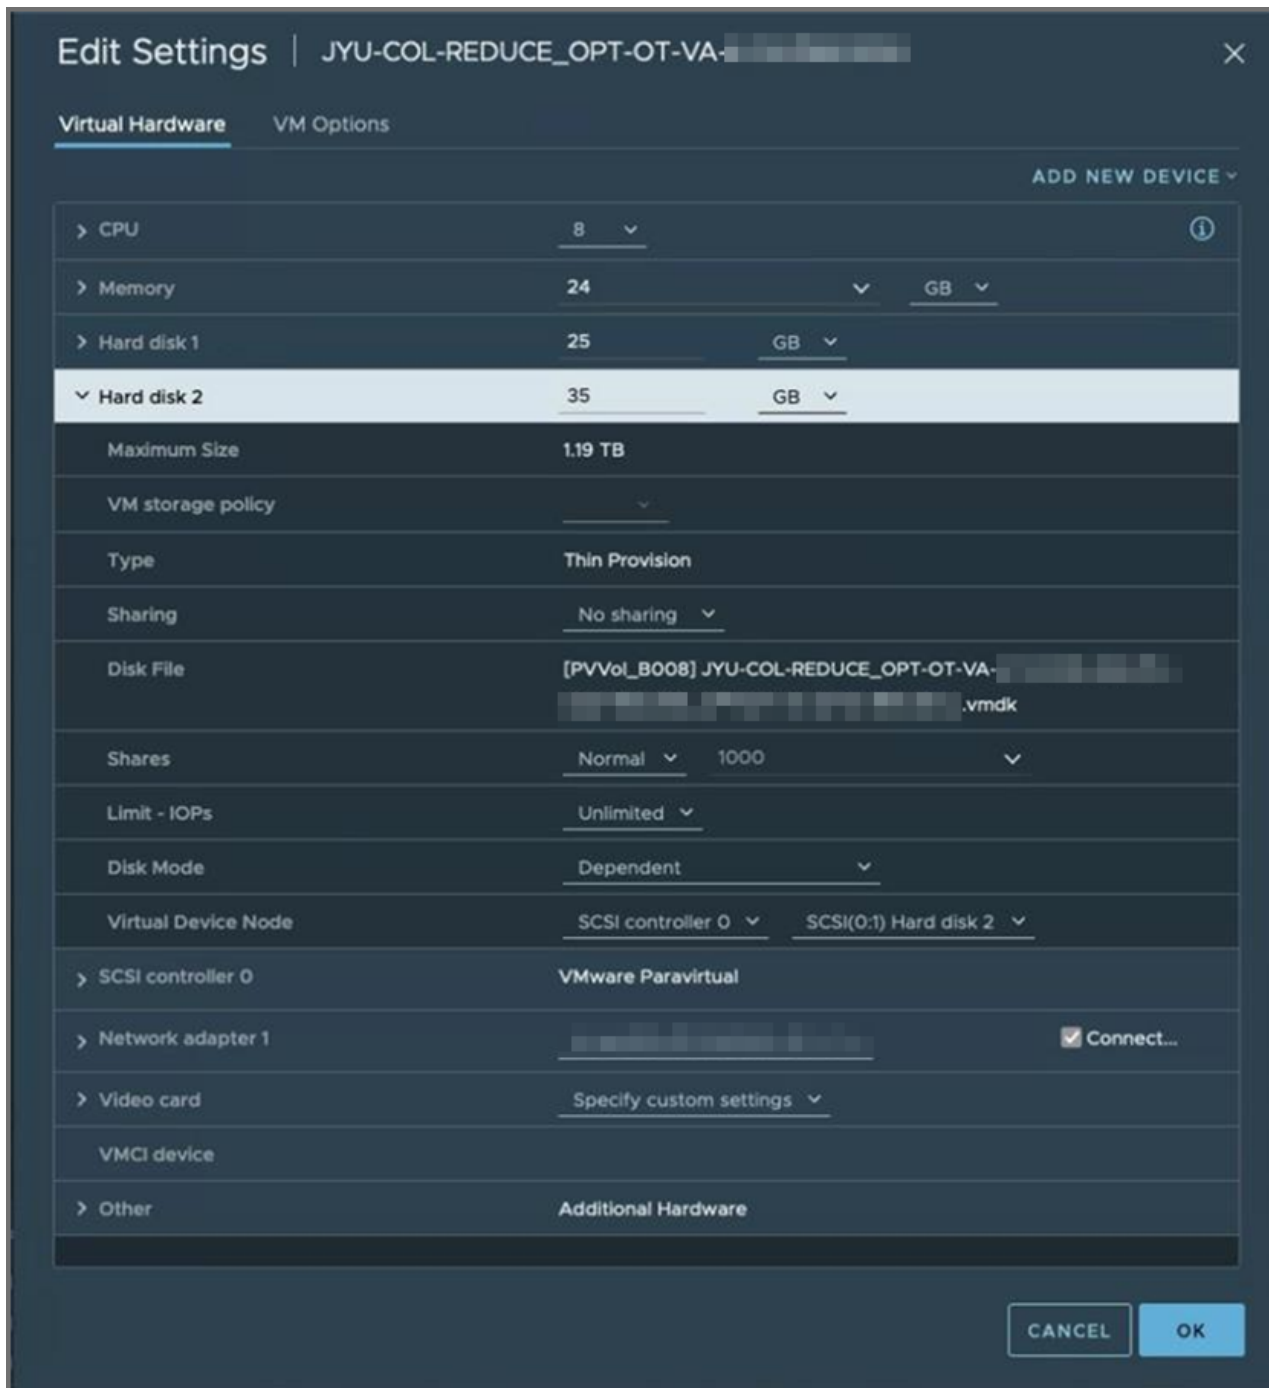 Edit Settings | JYU-COL-REDUCE_OPT-OT-VA-
Virtual Hardware VM Options
ADD NEW DEVICE
CPU 8
Memory 24 GB
Hard disk 1 25 GB
Hard disk 2 35 GB
Maximum Size 1.19 TB
VM storage policy
Type Thin Provision
Sharing No sharing
Disk File [PVVol_B008] JYU-COL-REDUCE_OPT-OT-VA-
.vmdk
Shares Normal 1000
Limit - IOPs Unlimited
Disk Mode Dependent
Virtual Device Node SCSI controller 0 SCSI(0:1) Hard disk 2
SCSI controller 0 VMware Paravirtual
Network adapter 1 Connect...
Video card Specify custom settings
VMCI device
Other Additional Hardware
CANCEL OK